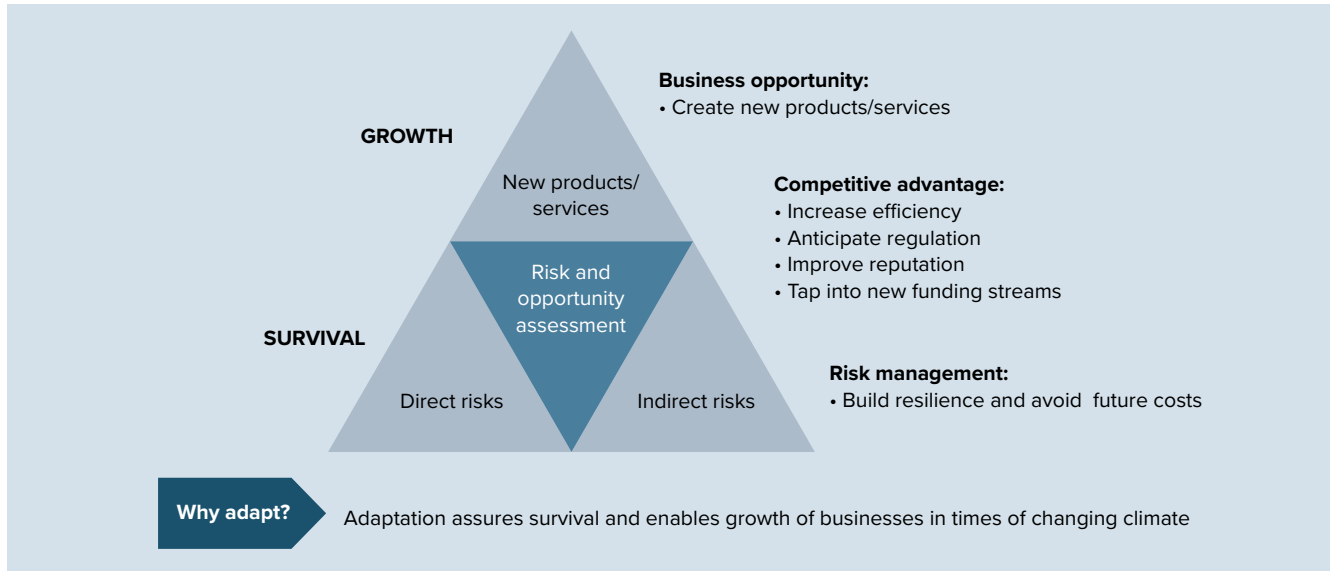 Business opportunity:
• Create new products/services
GROWTH
New products/
services
Competitive advantage:
• Increase efficiency
• Anticipate regulation
• Improve reputation
• Tap into new funding streams
Risk and
opportunity
assessment
SURVIVAL
Direct risks
Indirect risks
Risk management:
• Build resilience and avoid  future costs
Why adapt?
Adaptation assures survival and enables growth of businesses in times of changing climate